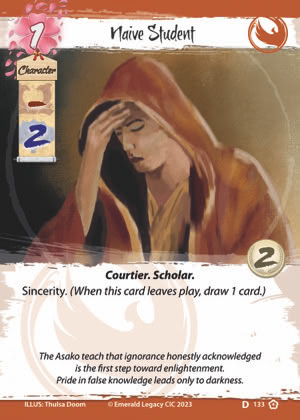 Naive Student
1
Character
–
2
2
Courtier. Scholar.
Sincerity. (When this card leaves play, draw 1 card.)
The Asako teach that ignorance honestly acknowledged
is the first step toward enlightenment.
Pride in false knowledge leads only to darkness.
ILLUS: Thulsa Doom © Emerald Legacy CIC 2023 D 133